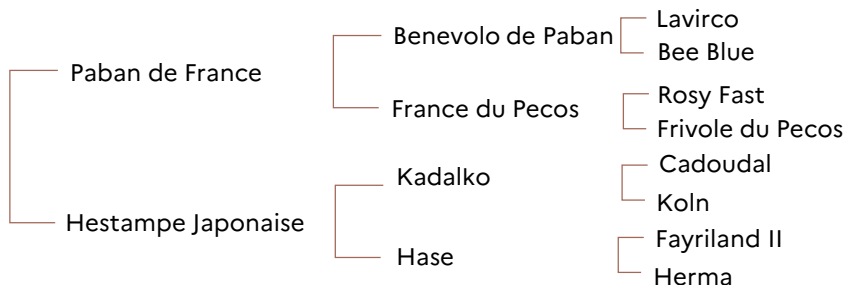 Paban de France
Hestampe Japonaise
Benevolo de Paban
France du Pecos
Kadalko
Hase
Lavirco
Bee Blue
Rosy Fast
Frivole du Pecos
Cadoudal
Koln
Fayriland II
Herma